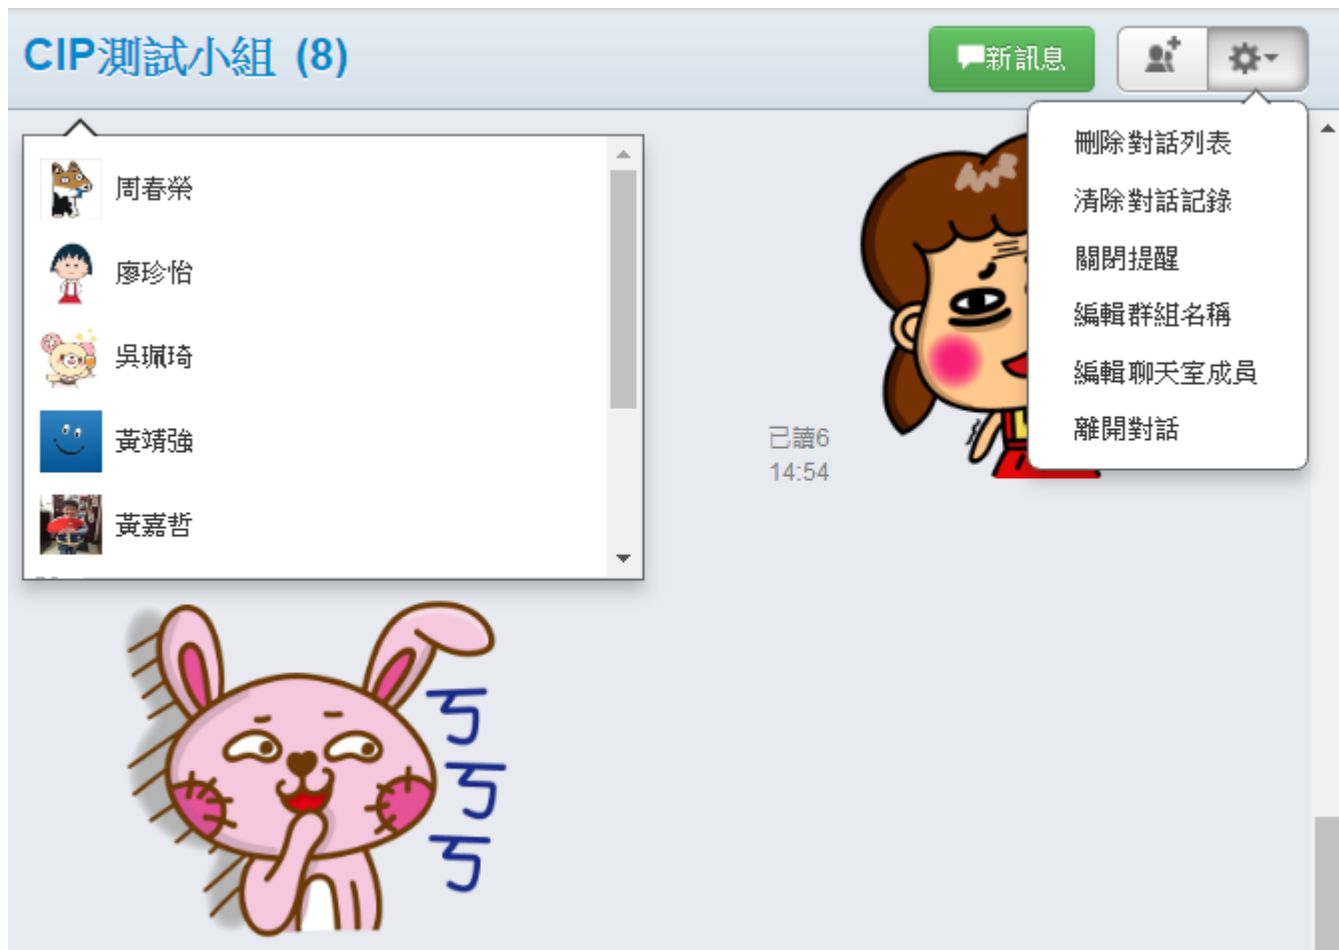 CIP測試小組 (8)
新訊息
周春榮
廖珍怡
吳珮琦
黃靖強
黃嘉哲
刪除對話列表
清除對話記錄
關閉提醒
編輯群組名稱
編輯聊天室成員
離開對話
已讀6
14:54
ㄎ
ㄎ
ㄎ